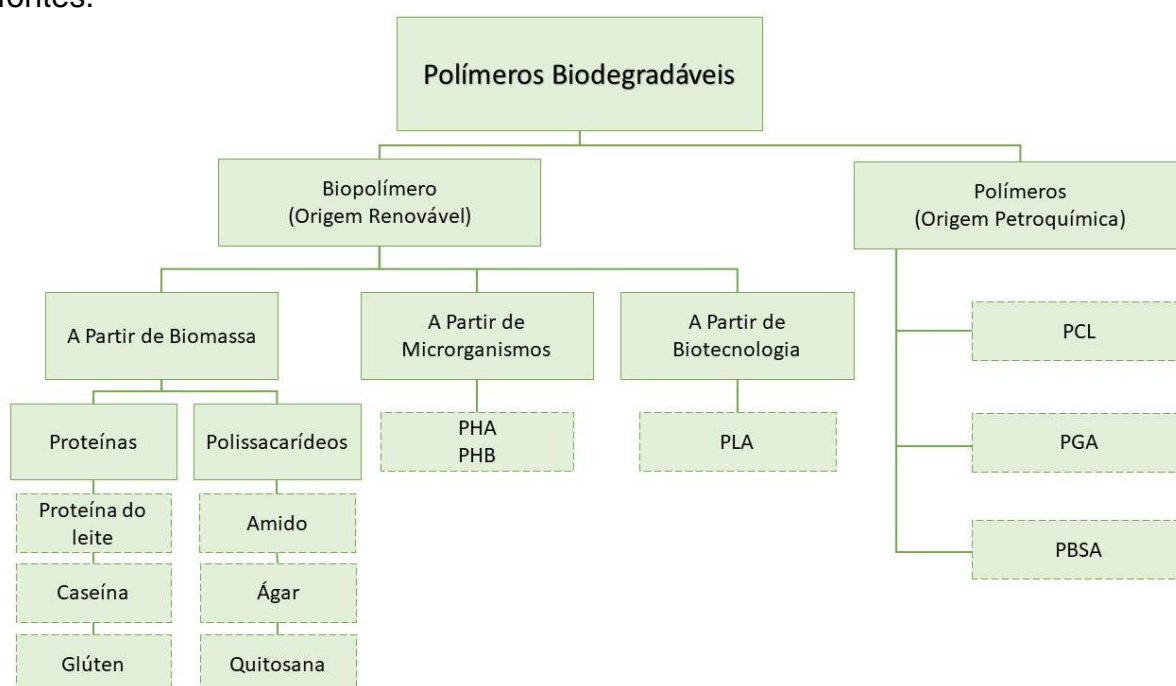 fontes.
Polímeros Biodegradáveis
Biopolímero
(Origem Renovável)
Polímeros
(Origem Petroquímica)
A Partir de Biomassa
A Partir de
Microrganismos
A Partir de
Biotecnologia
PCL
Proteínas
Polissacarídeos
PHA
PHB
PLA
PGA
Proteína do
leite
Amido
PBSA
Caseína
Ágar
Glúten
Quitosana